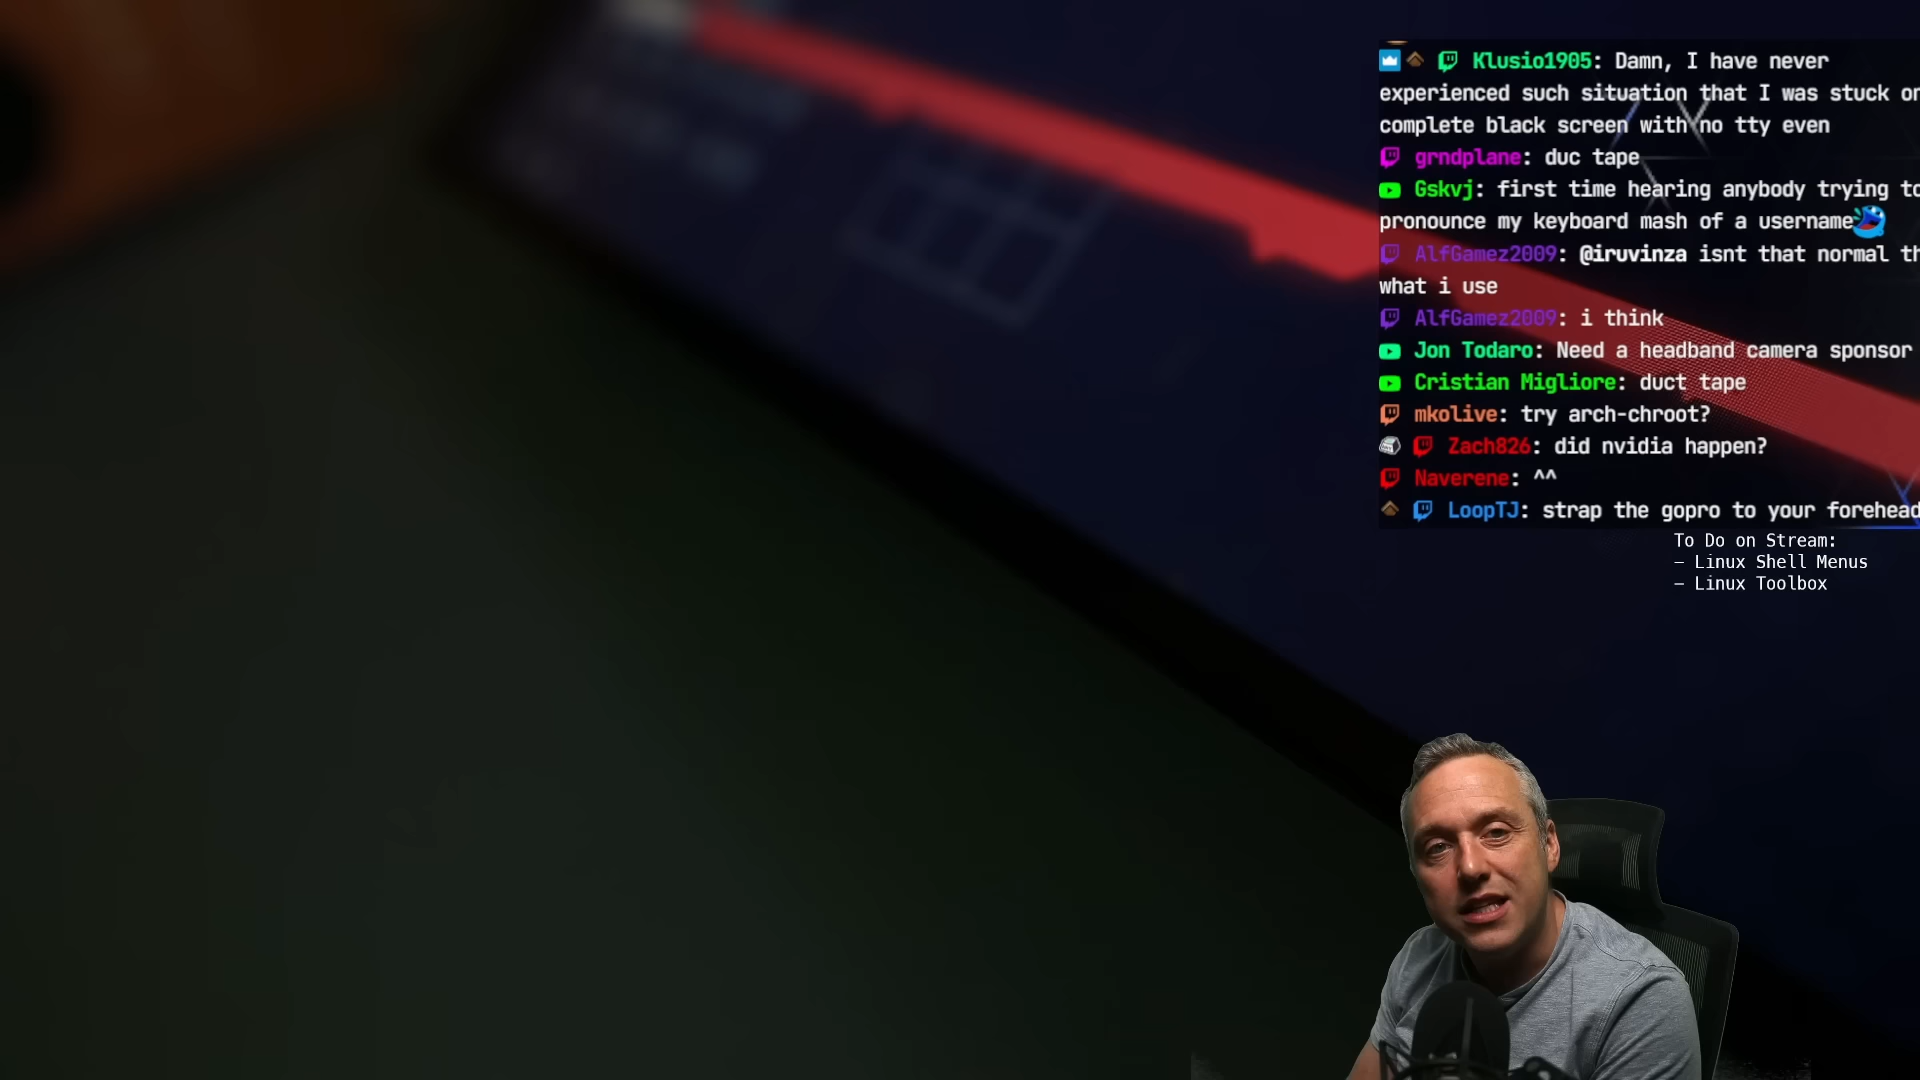 Klusio1905: Damn, I have never
experienced such situation that I was stuck on
complete black screen with no tty even
grndplane: duc tape
Gskvj: first time hearing anybody trying to
pronounce my keyboard mash of a username
AlfGamez2009: @iruvinza isnt that normal
what i use
AlfGamez2009: i think
Jon Todaro: Need a headband camera sponsor
Cristian Migliore: duct tape
mkolive: try arch-chroot?
Zach826: did nvidia happen?
Naverene: ^^
LoopTJ: strap the gopro to your forehead
To Do on Stream:
- Linux Shell Menus
- Linux Toolbox